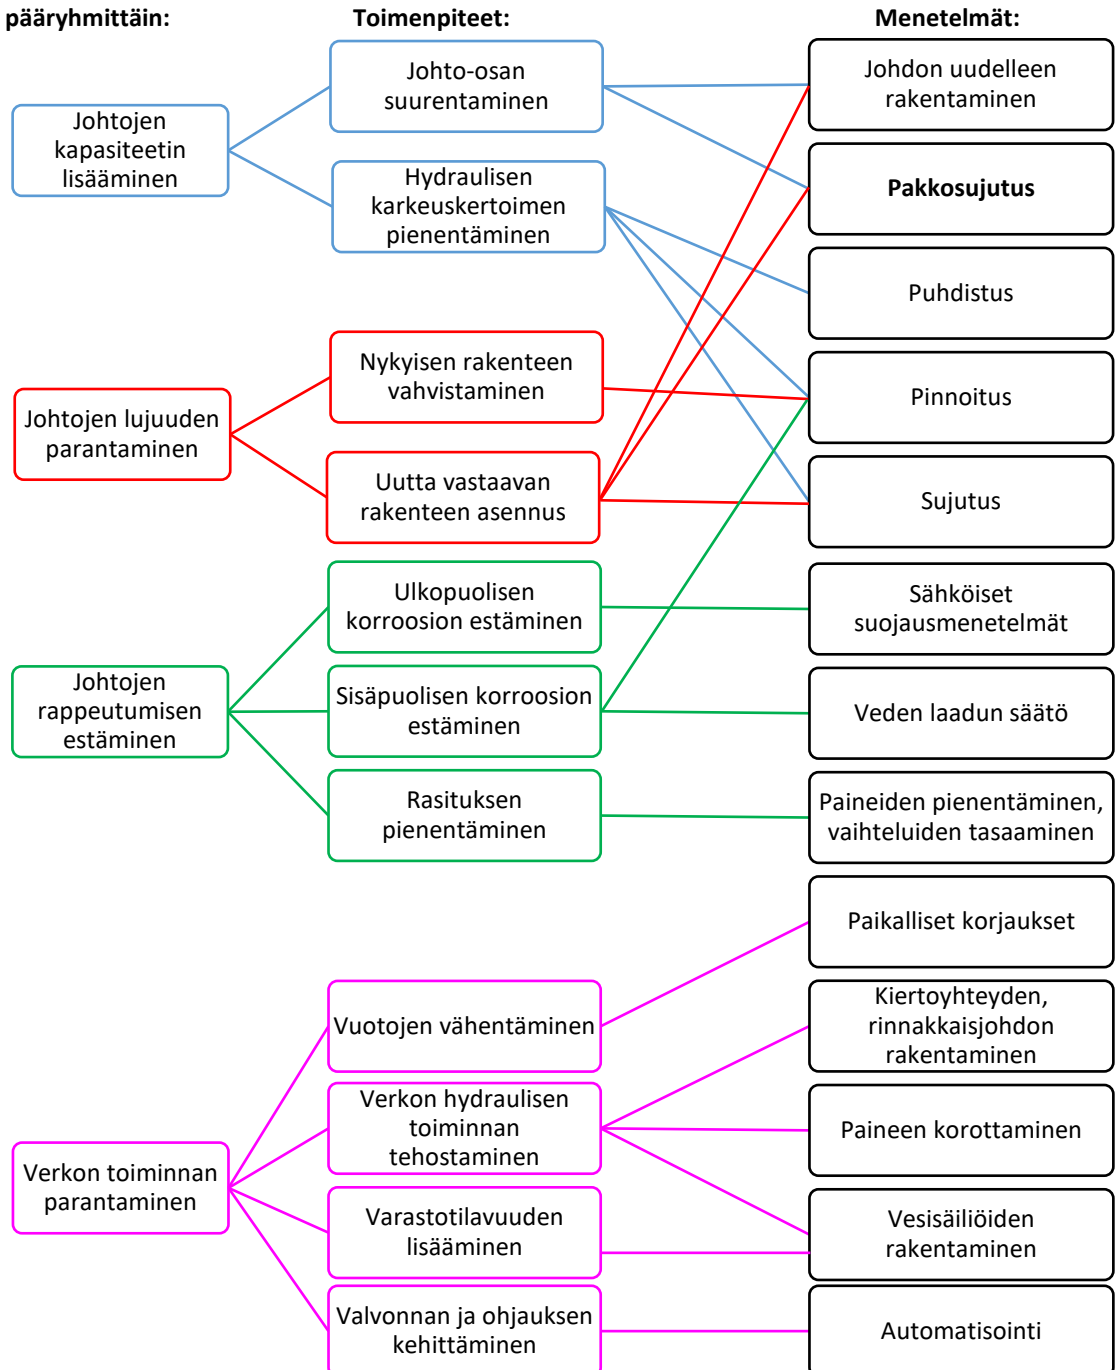 pääryhmittäin:
Toimenpiteet:
Menetelmät:
Johtojen
kapasiteetin
lisääminen
Johto-osan
suurentaminen
Hydraulisen
karkeuskertoimen
pienentäminen
Johdon uudelleen
rakentaminen
Pakkosujutus
Puhdistus
Johtojen lujuuden
parantaminen
Nykyisen rakenteen
vahvistaminen
Uutta vastaavan
rakenteen asennus
Pinnoitus
Sujutus
Johtojen
rappeutumisen
estäminen
Ulkopuolisen
korroosion estäminen
Sisäpuolisen korroosion
estäminen
Rasituksen
pienentäminen
Sähköiset
suojausmenetelmät
Veden laadun säätö
Paineiden pienentäminen,
vaihteluiden tasaaminen
Verkon toiminnan
parantaminen
Vuotojen vähentäminen
Verkon hydraulisen
toiminnan
tehostaminen
Varastotilavuuden
lisääminen
Valvonnan ja ohjauksen
kehittäminen
Paikalliset korjaukset
Kiertoyhteyden,
rinnakkaisjohdon
rakentaminen
Paineen korottaminen
Vesisäiliöiden
rakentaminen
Automatisointi